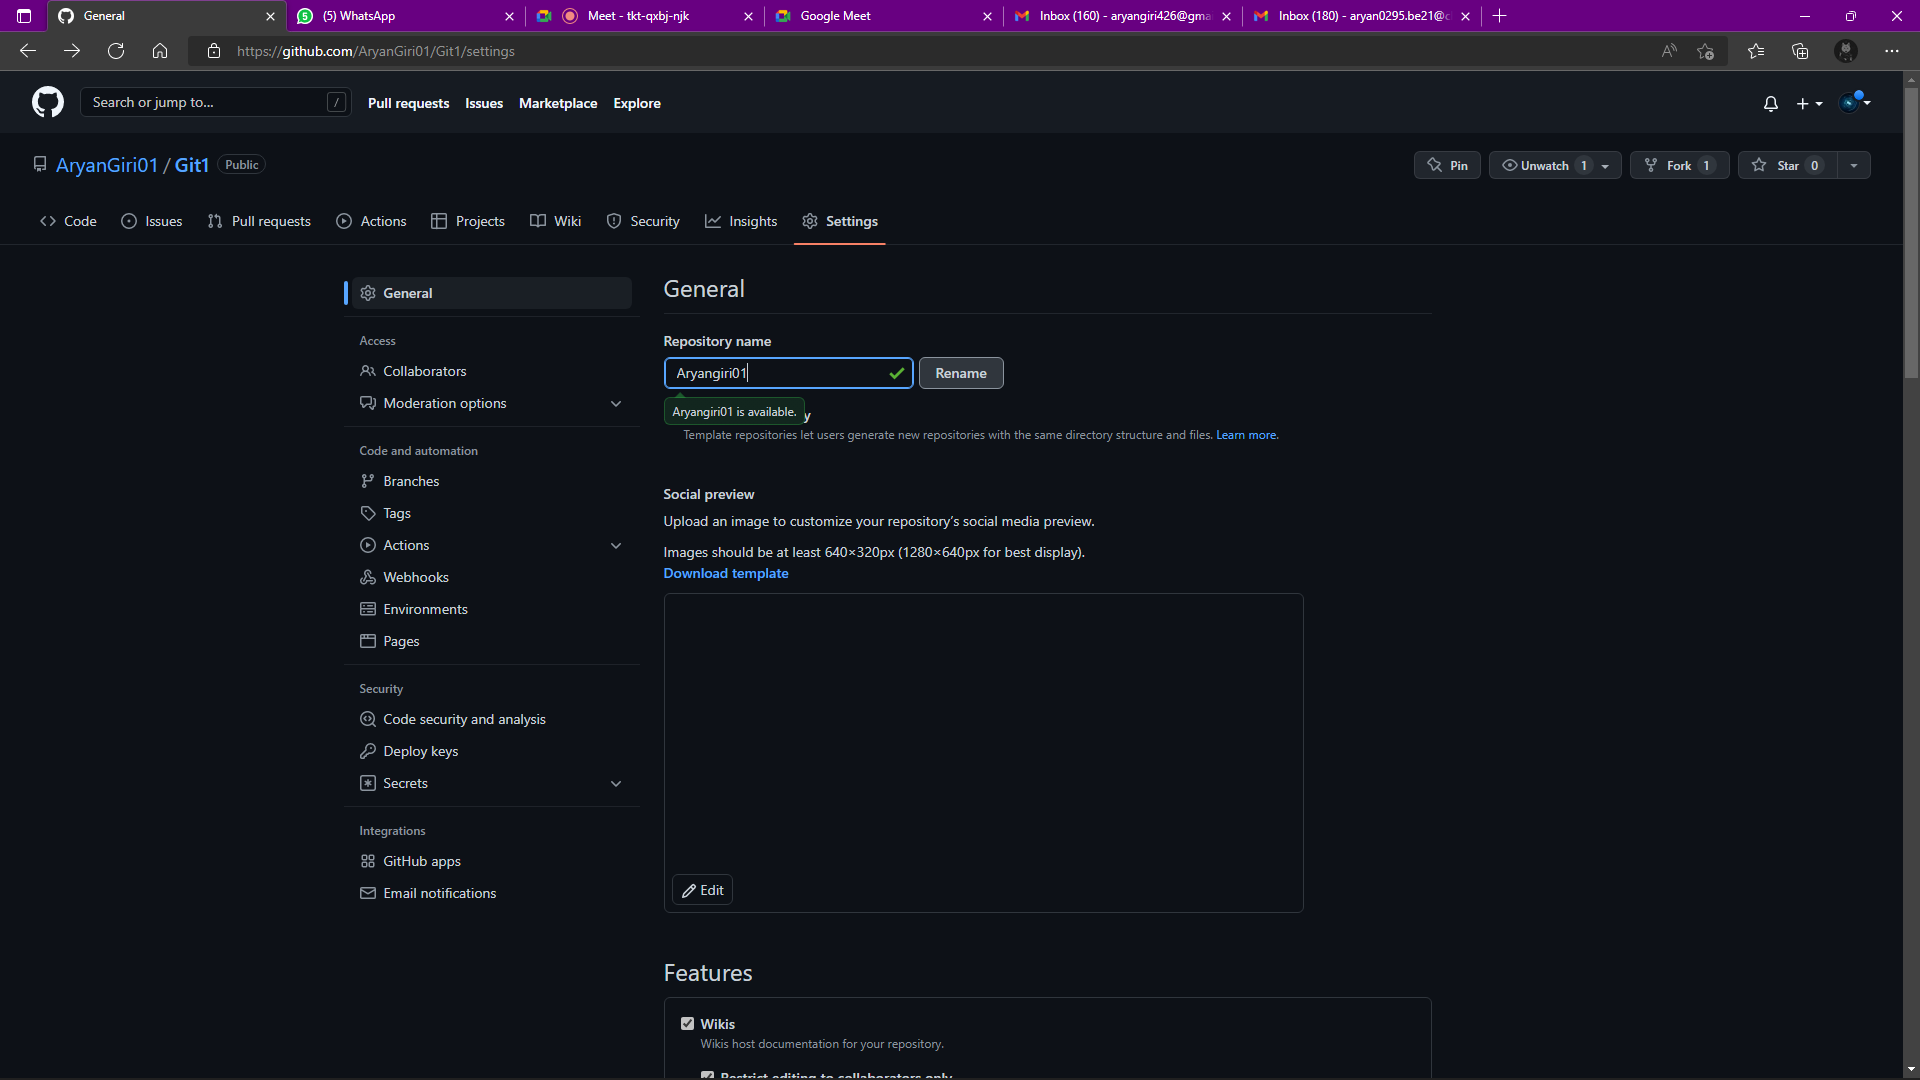 General
(5) WhatsApp
Meet - tkt-qxbj-njk
Google Meet
Inbox (160) - aryangiri426@gma
Inbox (180) - aryan0295.be21@c
https://github.com/AryanGiri01/Git1/settings
Search or jump to...
/
Pull requests
Issues
Marketplace
Explore
AryanGiri01 / Git1
Public
Pin
Unwatch 1
Fork 1
Star 0
Code
Issues
Pull requests
Actions
Projects
Wiki
Security
Insights
Settings
General
Access
Collaborators
Moderation options
Code and automation
Branches
Tags
Actions
Webhooks
Environments
Pages
Security
Code security and analysis
Deploy keys
Secrets
Integrations
GitHub apps
Email notifications
General
Repository name
Aryangiri01
Rename
Aryangiri01 is available.
y
Template repositories let users generate new repositories with the same directory structure and files. Learn more.
Social preview
Upload an image to customize your repository’s social media preview.
Images should be at least 640×320px (1280×640px for best display).
Download template
Edit
Features
Wikis
Wikis host documentation for your repository.
Restrict editing to collaborators only